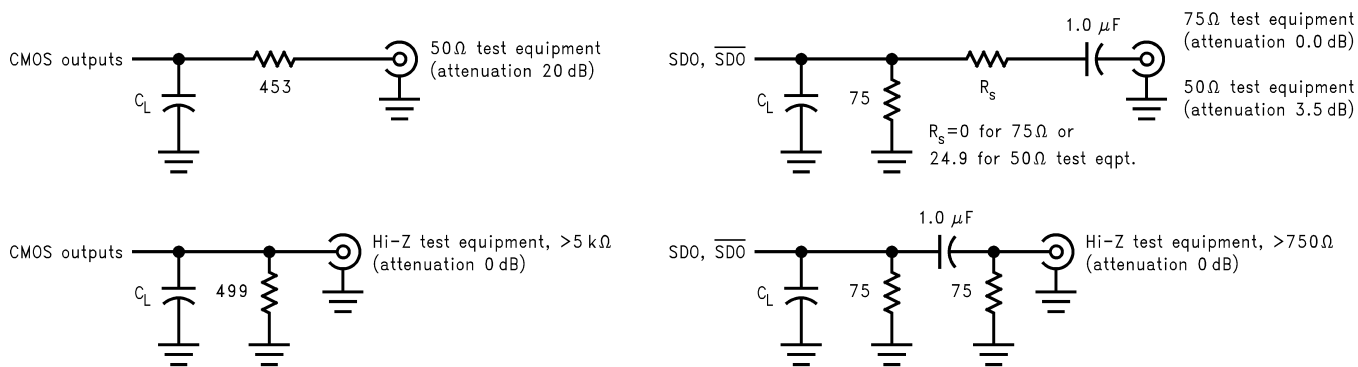 CMOS outputs
C_L
453
50Ω test equipment
(attenuation 20 dB)
SDO, S̅D̅O̅
C_L
75
R_s
1.0 μF
75Ω test equipment
(attenuation 0.0 dB)
50Ω test equipment
(attenuation 3.5 dB)
R_s=0 for 75Ω or
24.9 for 50Ω test eqpt.
CMOS outputs
C_L
499
Hi-Z test equipment, >5 kΩ
(attenuation 0 dB)
SDO, S̅D̅O̅
C_L
75
1.0 μF
75
Hi-Z test equipment, >750Ω
(attenuation 0 dB)